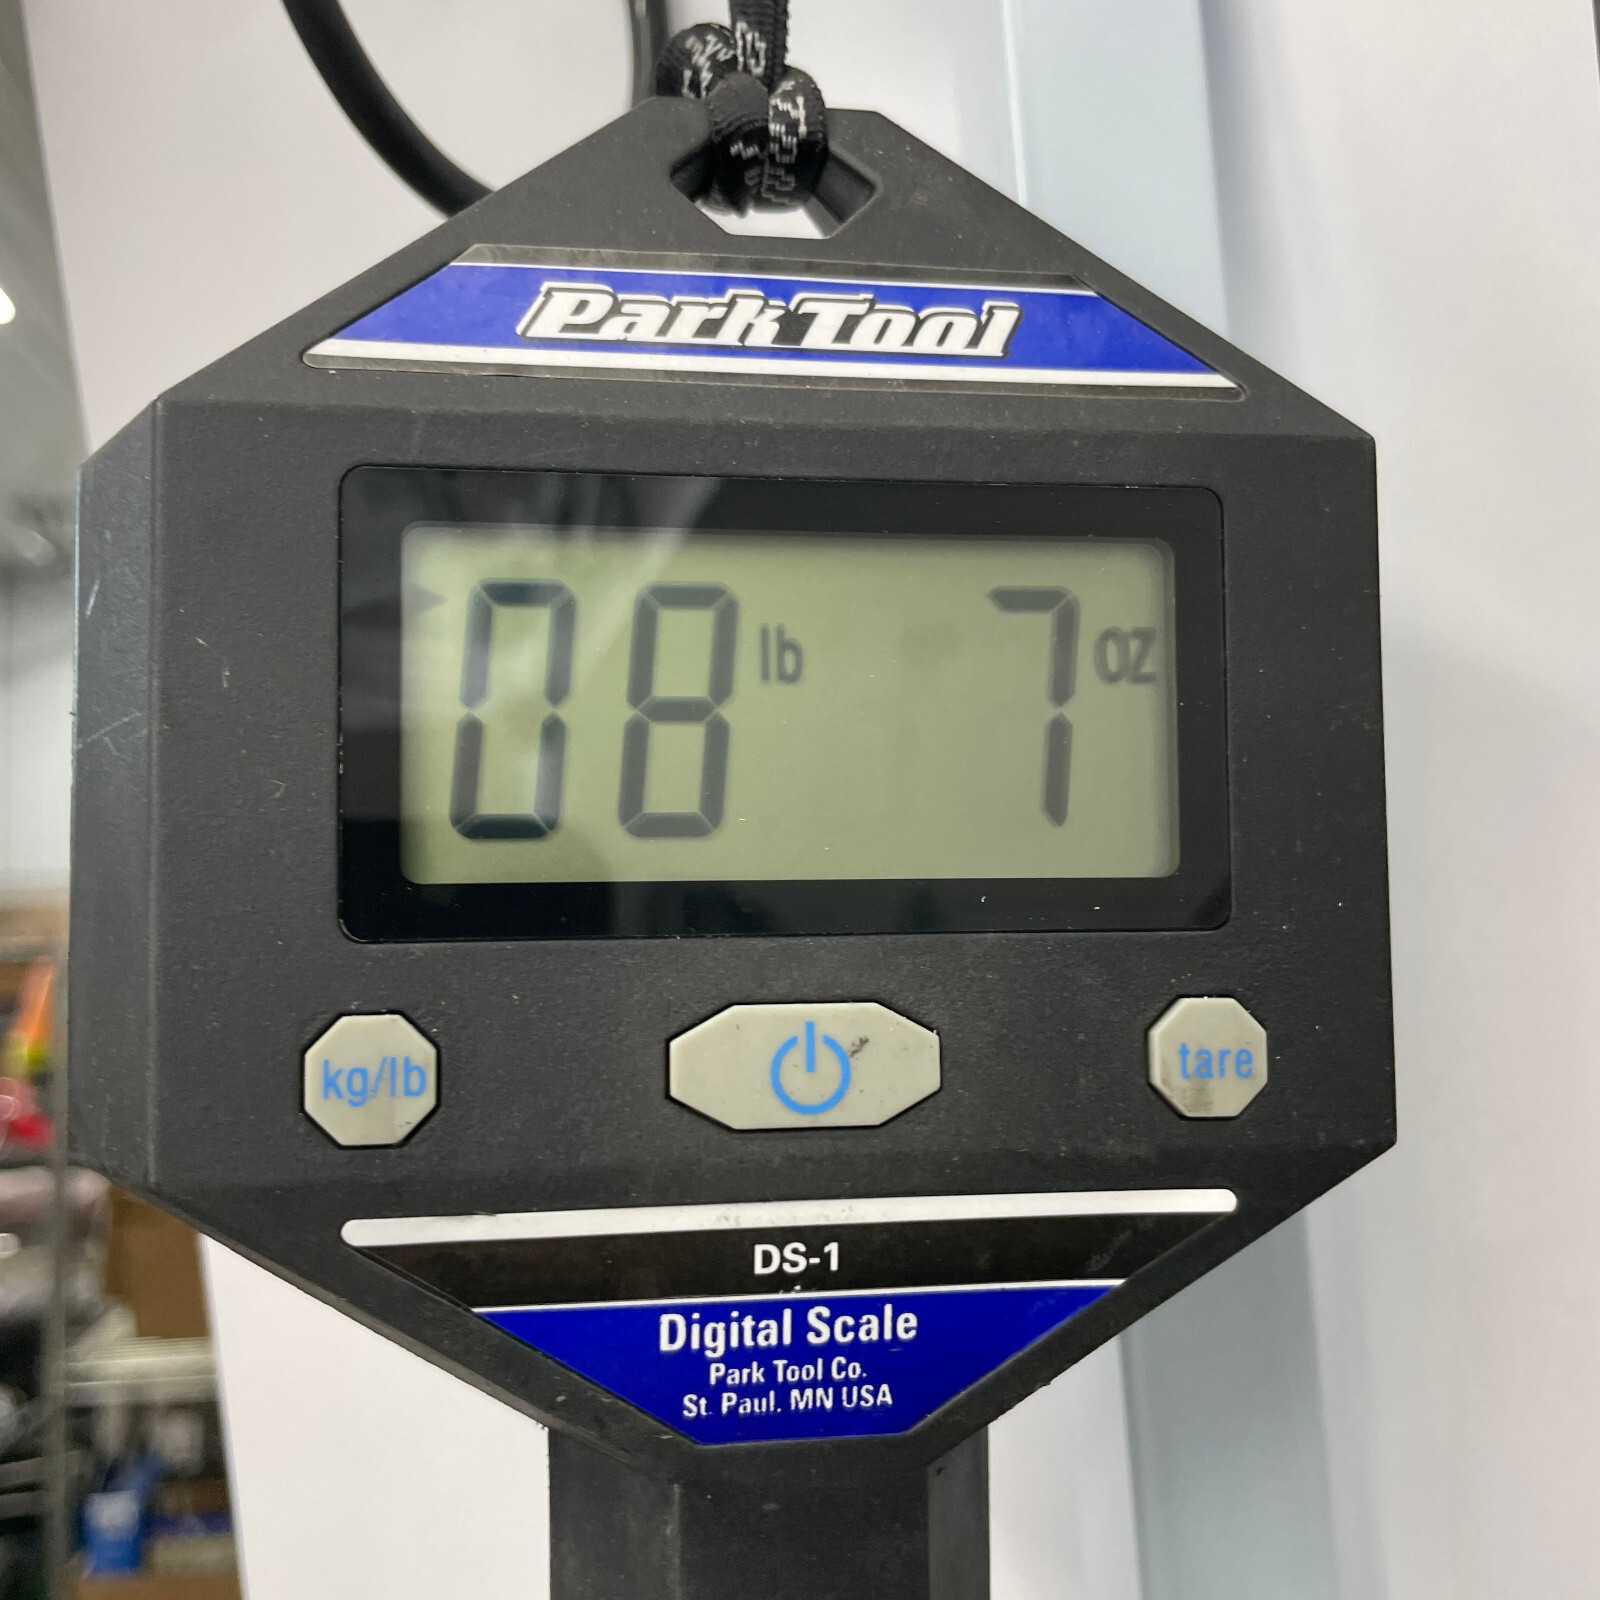 Park Tool
08 lb 7 oz
kg/lb tare
DS-1
Digital Scale
Park Tool Co.
St. Paul, MN USA